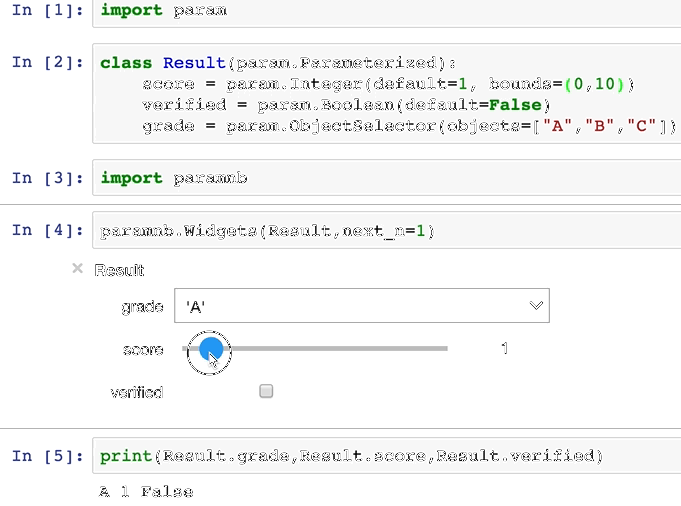 In [1]: import param
In [2]: class Result(param.Parameterized):
score = param.Integer(default=1, bounds=(0,10))
verified = param.Boolean(default=False)
grade = param.ObjectSelector(objects=["A","B","C"])
In [3]: import paramnb
In [4]: paramnb.Widgets(Result,next_n=1)
× Result
grade 'A'
score 1
verified
In [5]: print(Result.grade,Result.score,Result.verified)
A 1 False